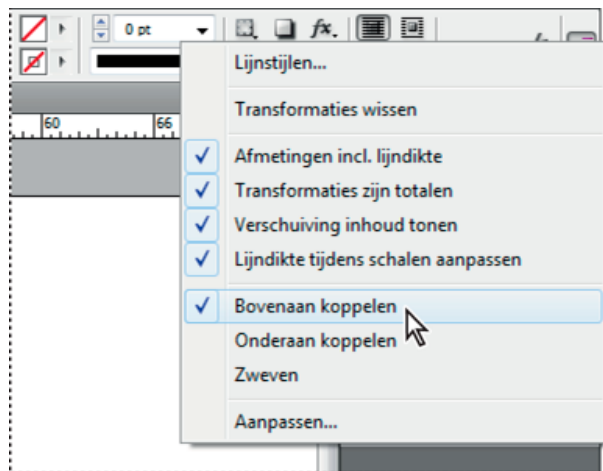 0 pt
fx.
Lijnstijlen...
60
66
Transformaties wissen
Afmetingen incl. lijndikte
Transformaties zijn totalen
Verschuiving inhoud tonen
Lijndikte tijdens schalen aanpassen
Bovenaan koppelen
Onderaan koppelen
Zweven
Aanpassen...